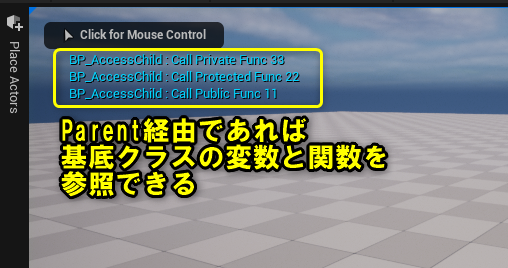 Place Actors
Click for Mouse Control
BP_AccessChild : Call Private Func 33
BP_AccessChild : Call Protected Func 22
BP_AccessChild : Call Public Func 11
Parent経由であれば
基底クラスの変数と関数を
参照できる